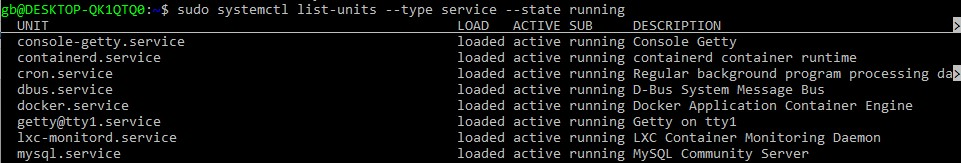 gb@DESKTOP-QK1QTQ0:~$ sudo systemctl list-units --type service --state running
UNIT LOAD ACTIVE SUB DESCRIPTION >
console-getty.service loaded active running Console Getty
containerd.service loaded active running containerd container runtime
cron.service loaded active running Regular background program processing da>
dbus.service loaded active running D-Bus System Message Bus
docker.service loaded active running Docker Application Container Engine
getty@tty1.service loaded active running Getty on tty1
lxc-monitord.service loaded active running LXC Container Monitoring Daemon
mysql.service loaded active running MySQL Community Server